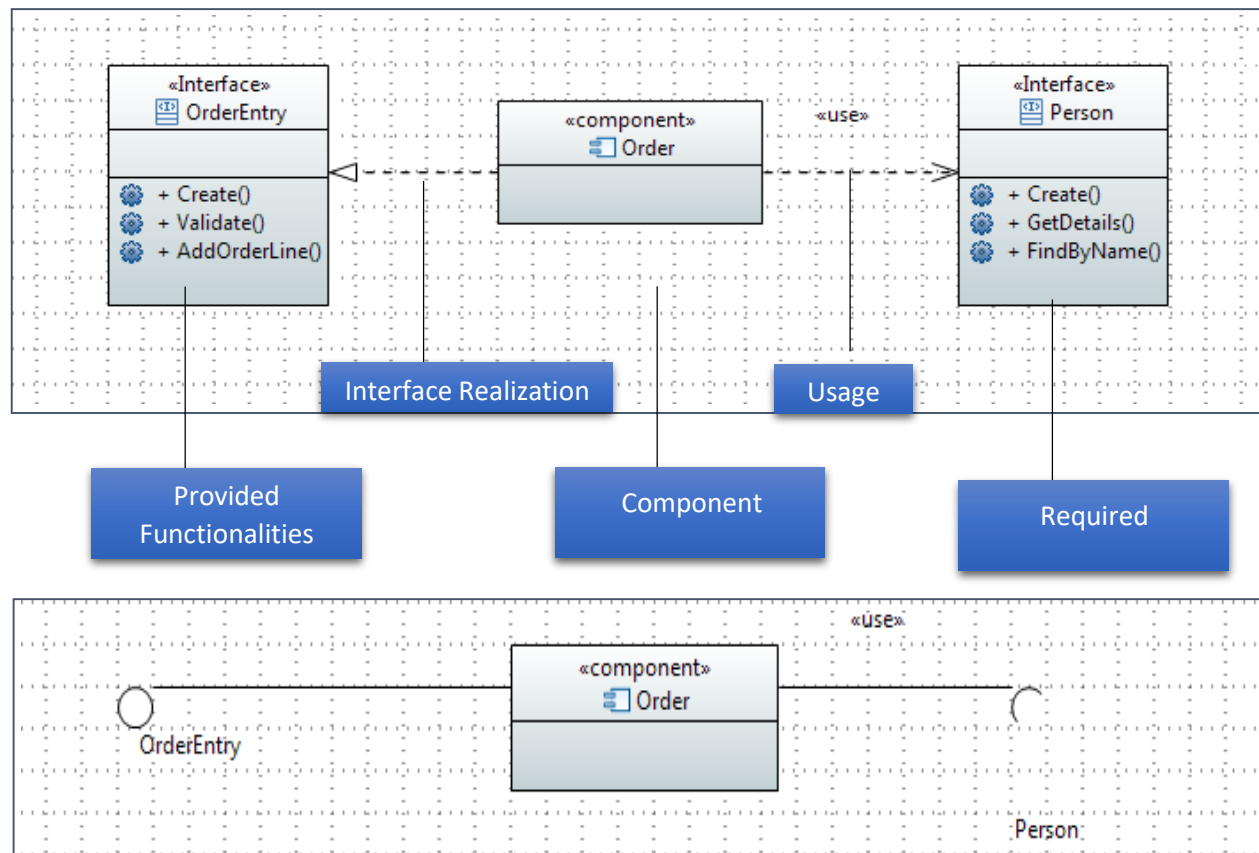 «Interface»
OrderEntry
+ Create()
+ Validate()
+ AddOrderLine()
«component»
Order
«use»
«Interface»
Person
+ Create()
+ GetDetails()
+ FindByName()
Interface Realization
Usage
Provided
Functionalities
Component
Required
«use»
«component»
Order
OrderEntry
Person